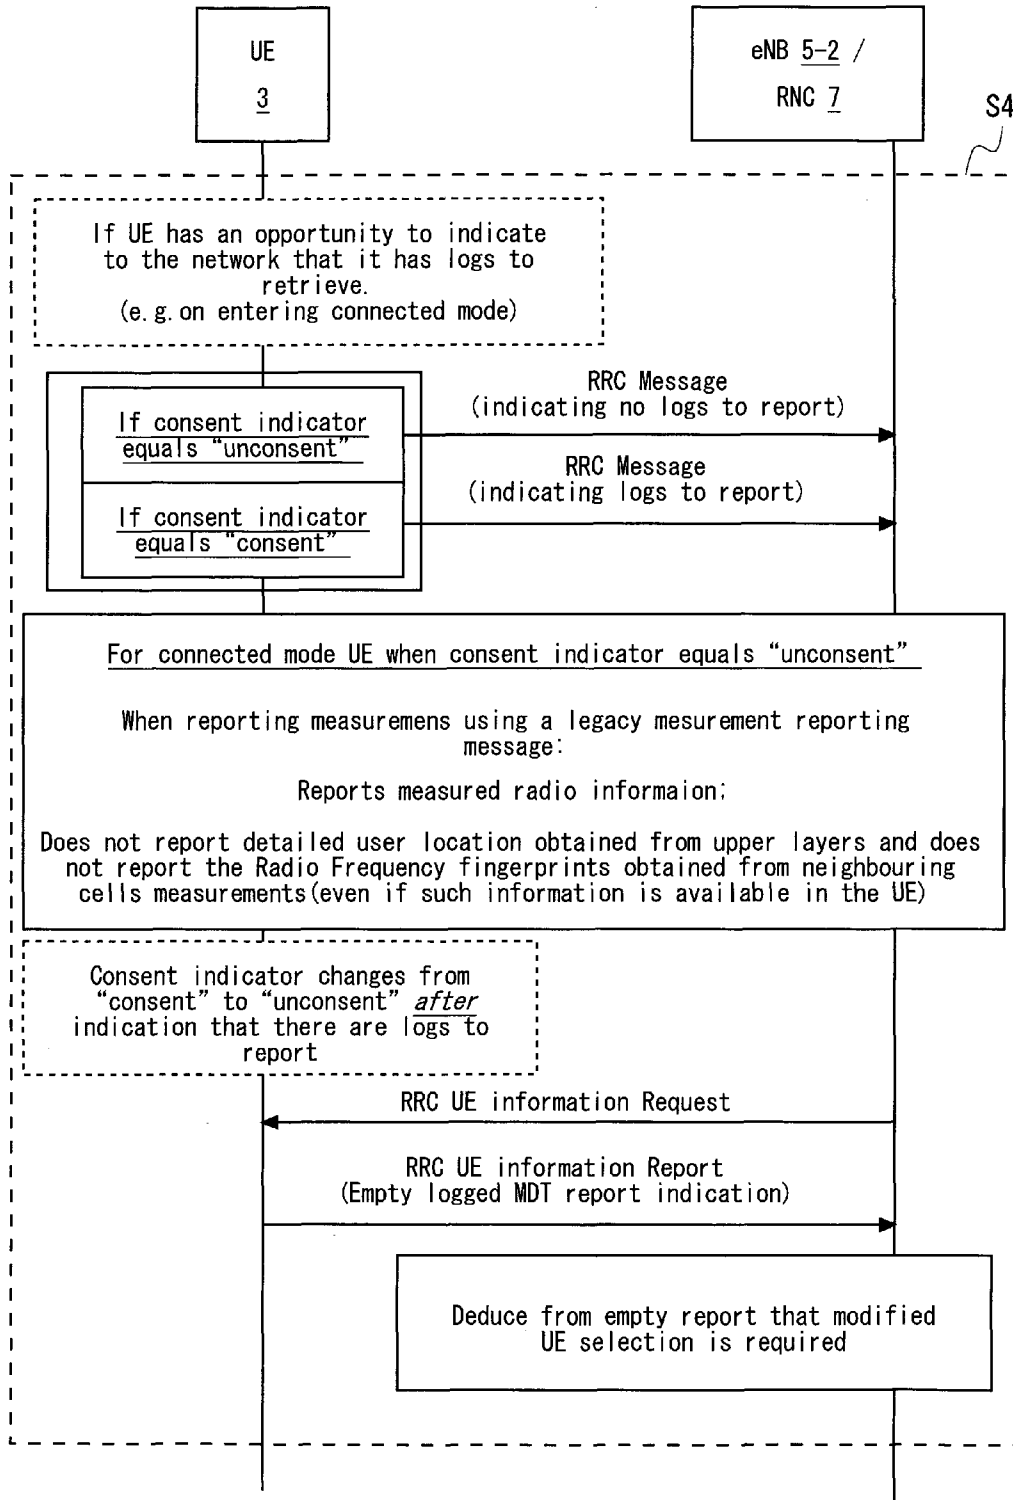 UE
3
eNB 5-2 /
RNC 7
S4
If UE has an opportunity to indicate
to the network that it has logs to
retrieve.
(e.g.on entering connected mode)
RRC Message
(indicating no logs to report)
If consent indicator
equals “unconsent”
RRC Message
(indicating logs to report)
If consent indicator
equals “consent”
For connected mode UE when consent indicator equals “unconsent”
When reporting measuremens using a legacy mesurement reporting
message:
Reports measured radio informaion;
Does not report detailed user location obtained from upper layers and does
not report the Radio Frequency fingerprints obtained from neighbouring
cells measurements(even if such information is available in the UE)
Consent indicator changes from
“consent” to “unconsent” after
indication that there are logs to
report
RRC UE information Request
RRC UE information Report
(Empty logged MDT report indication)
Deduce from empty report that modified
UE selection is required